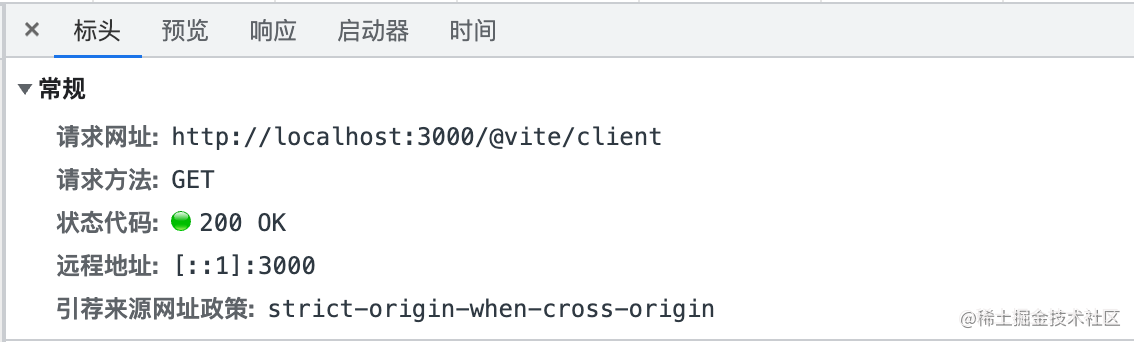 × 标头 预览 响应 启动器 时间
▼ 常规
请求网址: http://localhost:3000/@vite/client
请求方法: GET
状态代码: 200 OK
远程地址: [::1]:3000
引荐来源网址政策: strict-origin-when-cross-origin
@稀土掘金技术社区